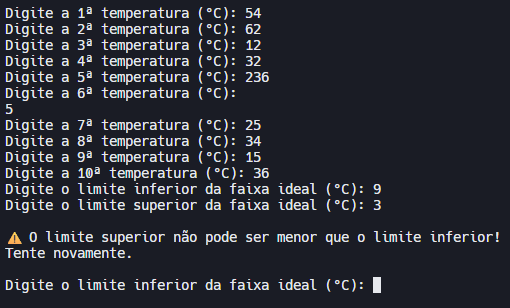 Digite a 1ª temperatura (°C): 54
Digite a 2ª temperatura (°C): 62
Digite a 3ª temperatura (°C): 12
Digite a 4ª temperatura (°C): 32
Digite a 5ª temperatura (°C): 236
Digite a 6ª temperatura (°C):
5
Digite a 7ª temperatura (°C): 25
Digite a 8ª temperatura (°C): 34
Digite a 9ª temperatura (°C): 15
Digite a 10ª temperatura (°C): 36
Digite o limite inferior da faixa ideal (°C): 9
Digite o limite superior da faixa ideal (°C): 3
⚠️ O limite superior não pode ser menor que o limite inferior!
Tente novamente.
Digite o limite inferior da faixa ideal (°C):